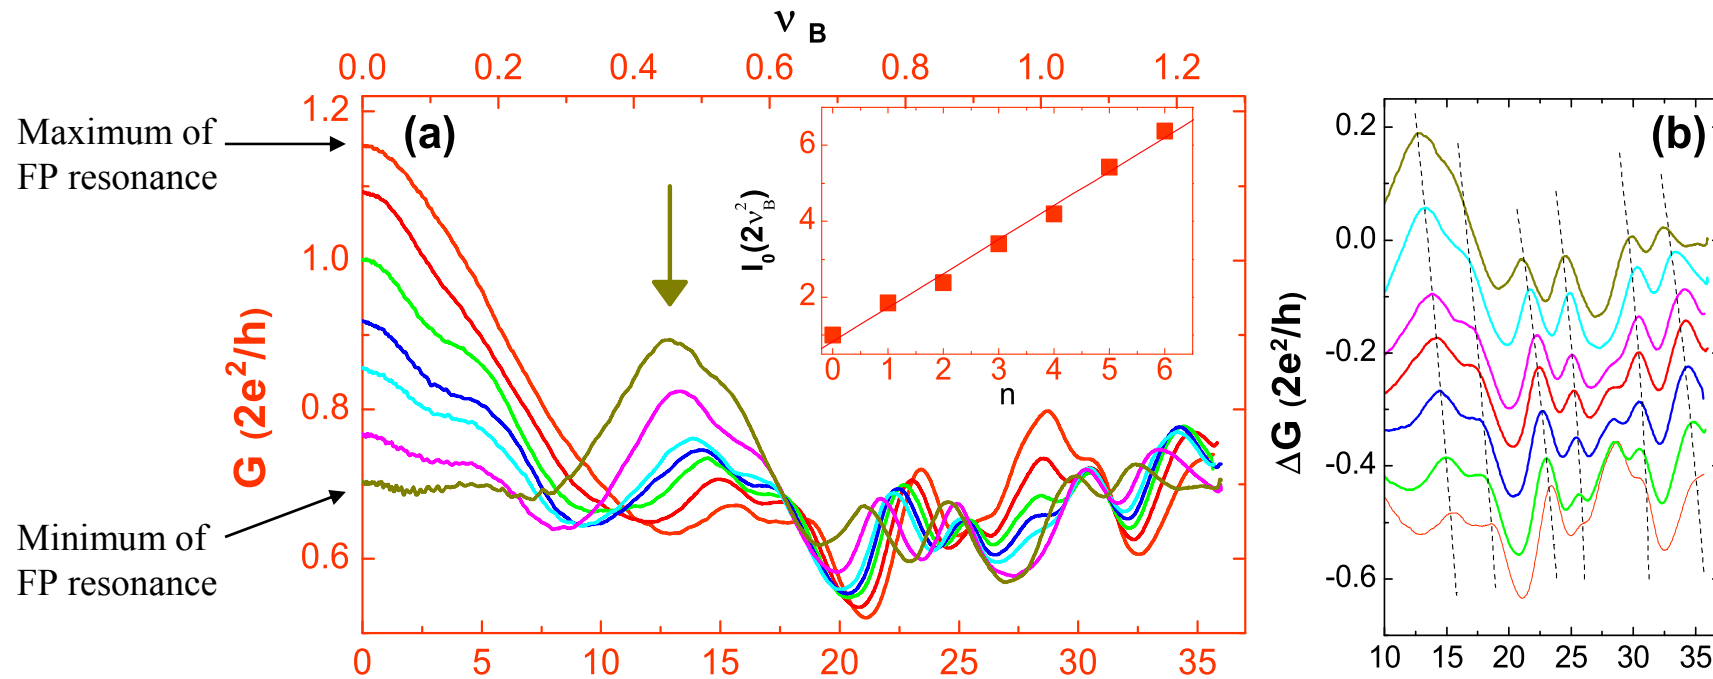 ν B
0.0 0.2 0.4 0.6 0.8 1.0 1.2
Maximum of
FP resonance
Minimum of
FP resonance
G (2e²/h)
1.2
1.0
0.8
0.6
(a)
0 5 10 15 20 25 30 35
I₀(2ν²_B)
6
4
2
0 1 2 3 4 5 6
n
(b)
ΔG (2e²/h)
0.2
0.0
-0.2
-0.4
-0.6
10 15 20 25 30 35